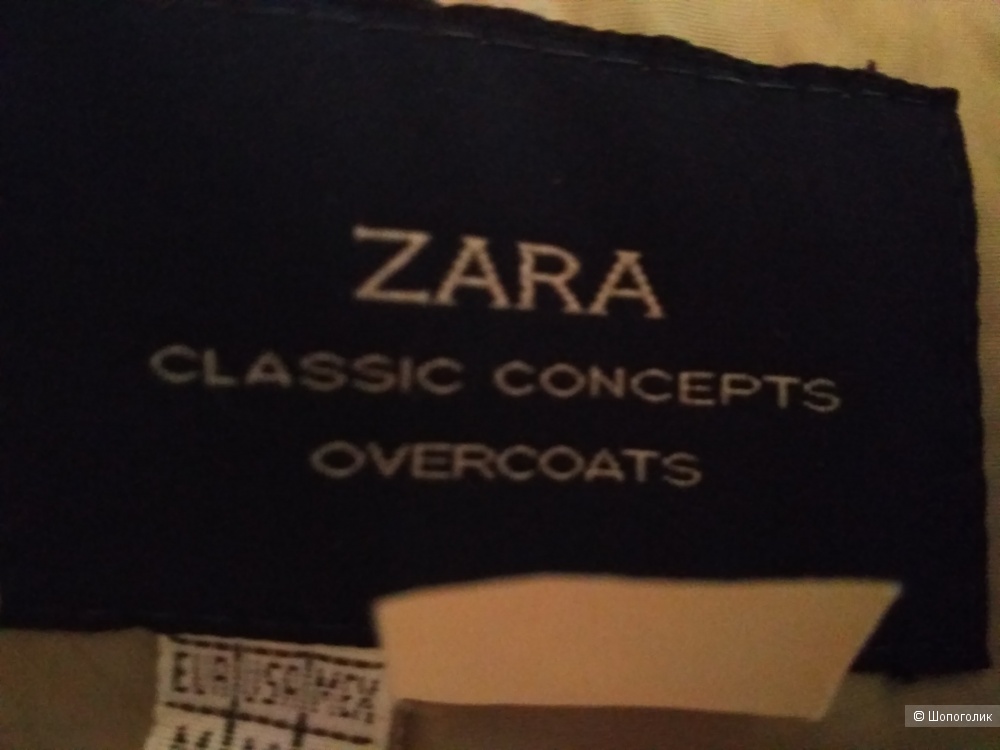 ZARA
CLASSIC CONCEPTS
OVERCOATS
EUR USA MEX
© Шопоголик